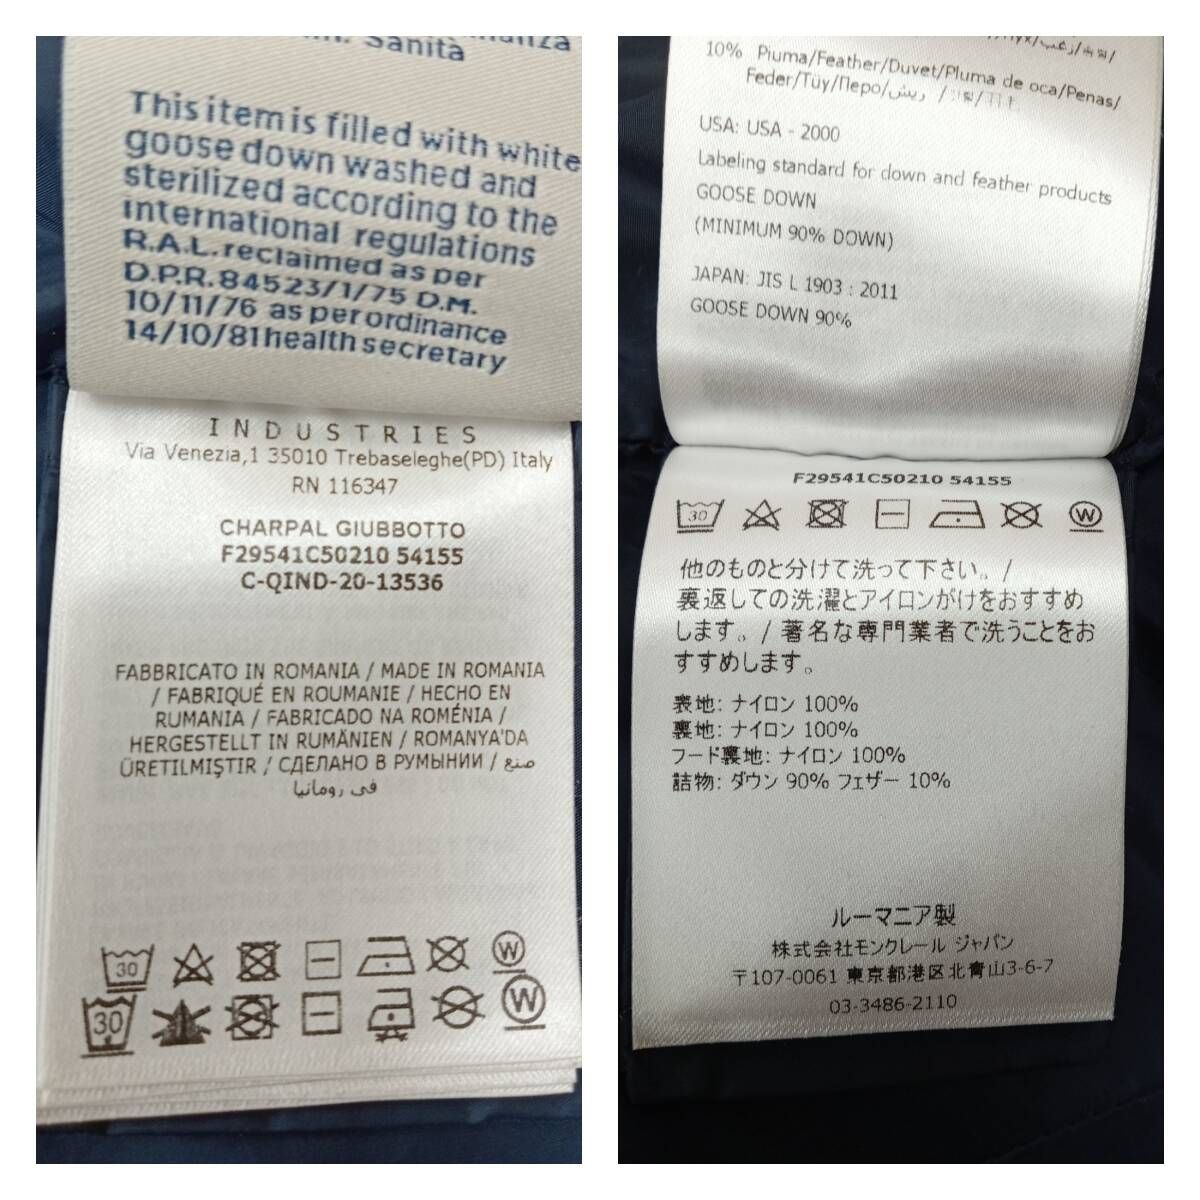 Sanità
This item is filled with white
goose down washed and
sterilized according to the
international regulations
R.A.L. reclaimed as per
D.P.R. 84523/1/75 D.M.
10/11/76 as per ordinance
14/10/81 health secretary
INDUSTRIES
Via Venezia,1 35010 Trebaseleghe(PD) Italy
RN 116347
CHARPAL GIUBBOTTO
F29541C50210 54155
C-QIND-20-13536
FABBRICATO IN ROMANIA / MADE IN ROMANIA
/ FABRIQUÉ EN ROUMANIE / HECHO EN
RUMANIA / FABRICADO NA ROMÉNIA /
HERGESTELLT IN RUMÄNIEN / ROMANYA'DA
ÜRETILMIŞTIR / СДЕЛАНО В РУМЫНИИ / صنع
في رومانيا
30
W
30
W
10% Piuma/Feather/Duvet/Pluma de oca/Penas/
Feder/Tüy/Перо/ريش /
USA: USA - 2000
Labeling standard for down and feather products
GOOSE DOWN
(MINIMUM 90% DOWN)
JAPAN: JIS L 1903 : 2011
GOOSE DOWN 90%
F29541C50210 54155
30
W
他のものと分けて洗って下さい。/
裏返しての洗濯とアイロンがけをおすすめ
します。/ 著名な専門業者で洗うことをお
すすめします。
表地: ナイロン 100%
裏地: ナイロン 100%
フード裏地: ナイロン 100%
詰物: ダウン 90% フェザー 10%
ルーマニア製
株式会社モンクレール ジャパン
〒107-0061 東京都港区北青山3-6-7
03-3486-2110